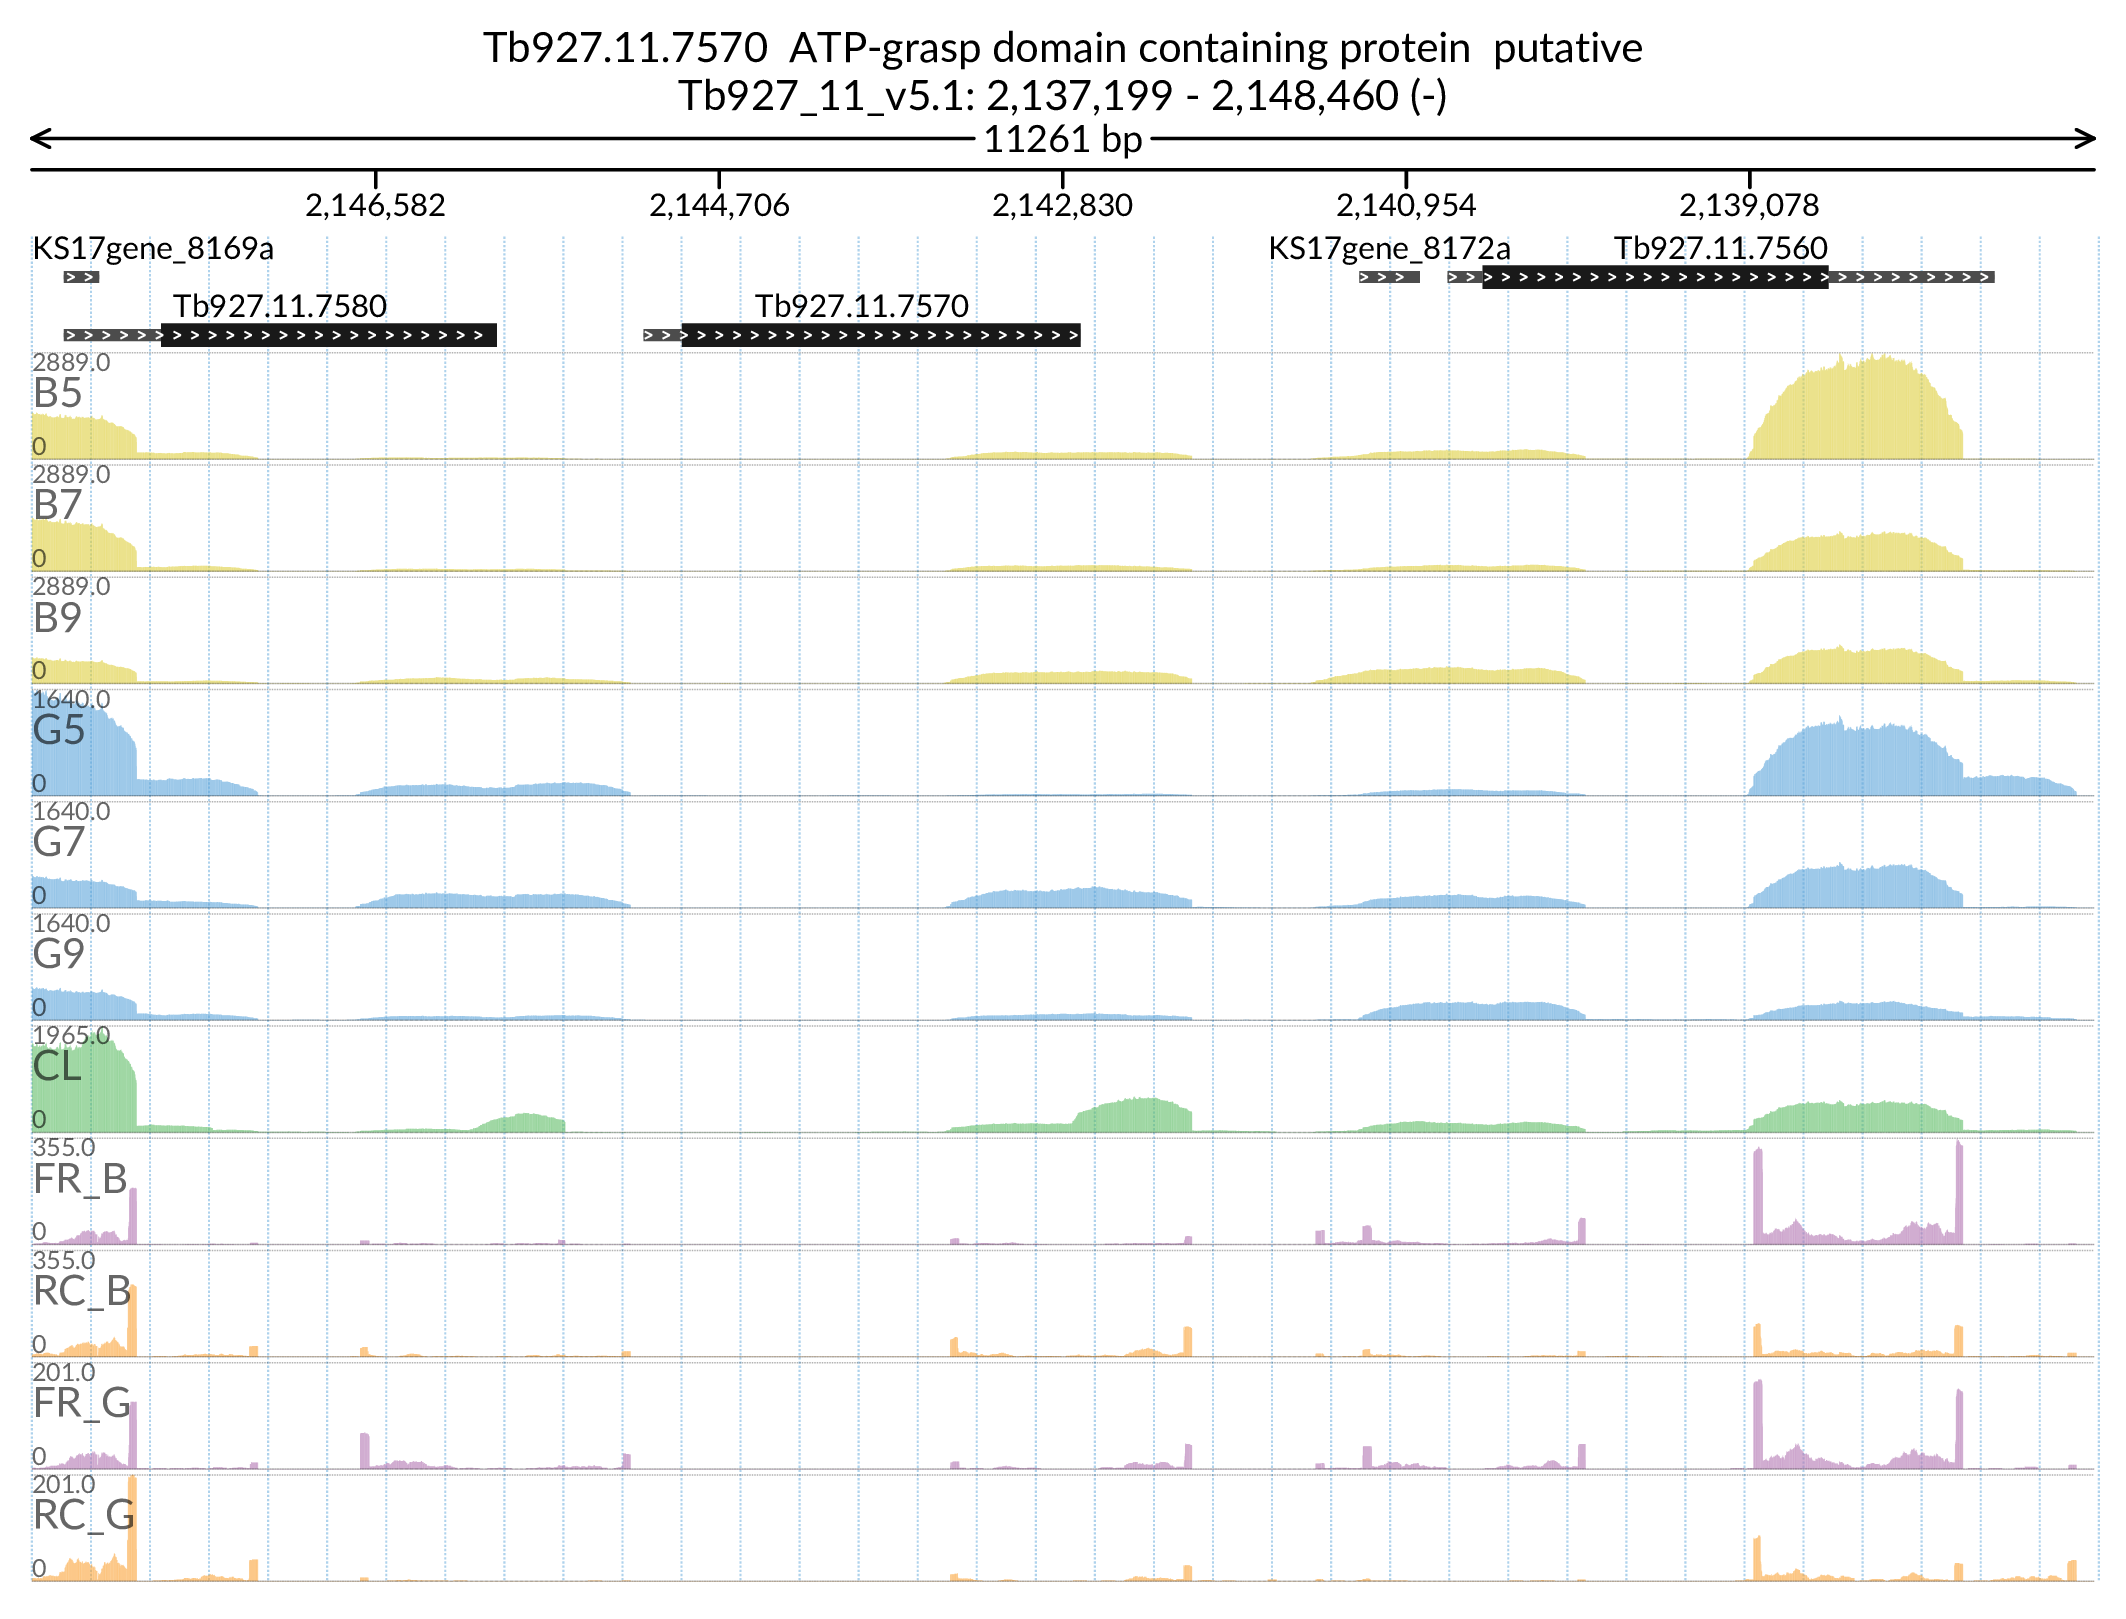 Tb927.11.7570 ATP-grasp domain containing protein putative
Tb927_11_v5.1: 2,137,199 - 2,148,460 (-)
11261 bp
2,146,582 2,144,706 2,142,830 2,140,954 2,139,078
KS17gene_8169a KS17gene_8172a Tb927.11.7560
Tb927.11.7580 Tb927.11.7570
2889.0
B5
0
2889.0
B7
0
2889.0
B9
0
1640.0
G5
0
1640.0
G7
0
1640.0
G9
0
1965.0
CL
0
355.0
FR_B
0
355.0
RC_B
0
201.0
FR_G
0
201.0
RC_G
0